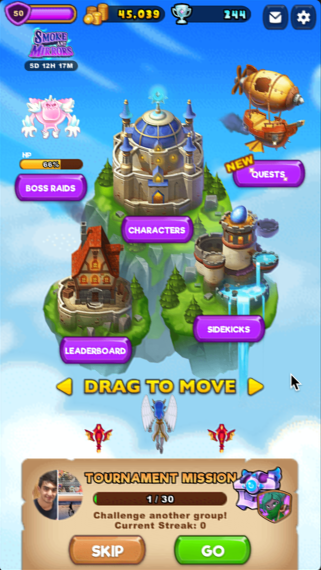 50
45,039
244
SMOKE AND MIRRORS
5D 12H 17M
HP
66%
BOSS RAIDS
NEW
QUESTS
CHARACTERS
SIDEKICKS
LEADERBOARD
DRAG TO MOVE
TOURNAMENT MISSION
1 / 30
Challenge another group!
Current Streak: 0
SKIP
GO